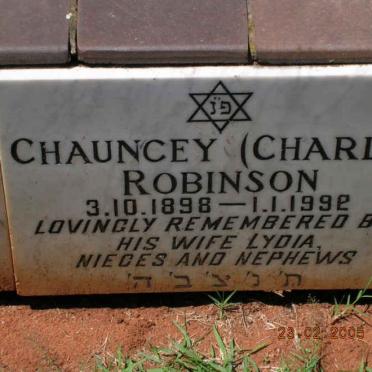 פ״נ
CHAUNCEY (CHARL
ROBINSON
3.10.1898 — 1.1.1992
LOVINGLY REMEMBERED B
HIS WIFE LYDIA,
NIECES AND NEPHEWS
ת' נ' צ' ב' ה'
23.02.2005